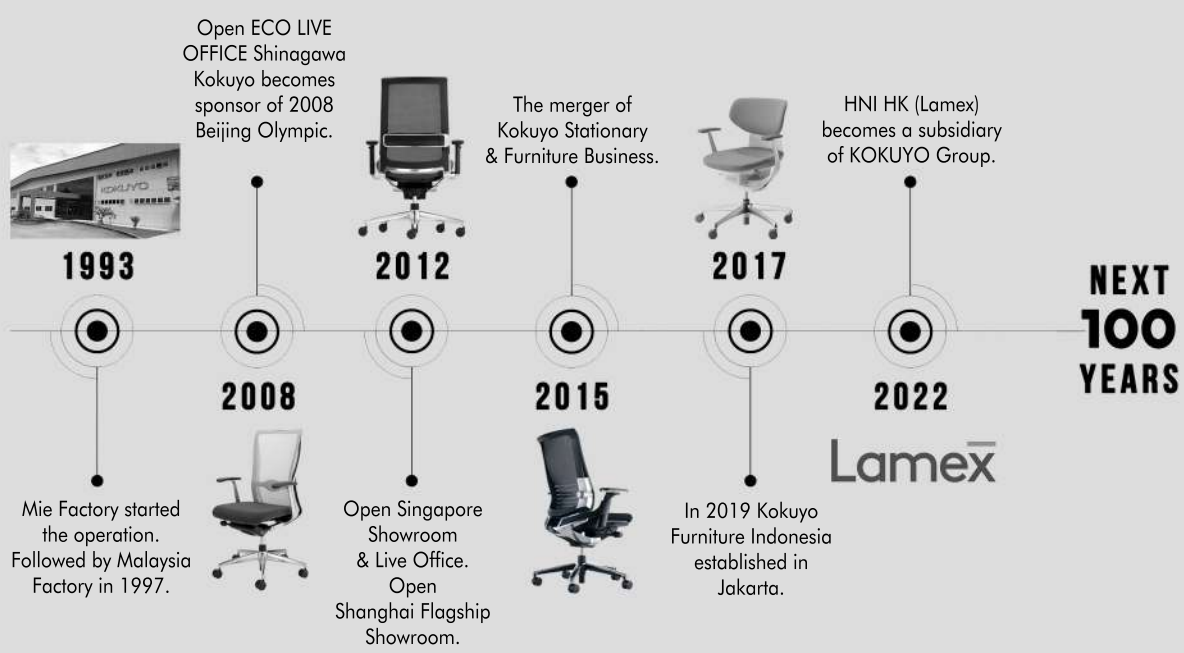 Open ECO LIVE
OFFICE Shinagawa
Kokuyo becomes
sponsor of 2008
Beijing Olympic.
The merger of
Kokuyo Stationary
& Furniture Business.
HNI HK (Lamex)
becomes a subsidiary
of KOKUYO Group.
KOKUYO
1993
2012
2017
NEXT
100
YEARS
2008
2015
2022
Lamex
Mie Factory started
the operation.
Followed by Malaysia
Factory in 1997.
Open Singapore
Showroom
& Live Office.
Open
Shanghai Flagship
Showroom.
In 2019 Kokuyo
Furniture Indonesia
established in
Jakarta.